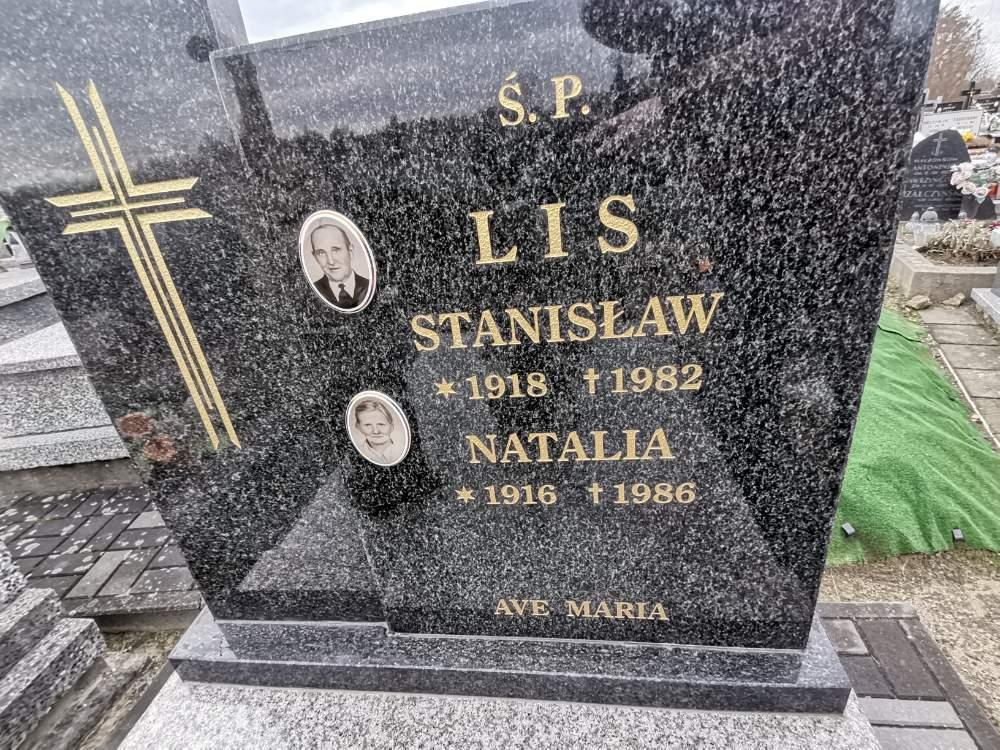 Ś.P.
LIS
STANISŁAW
✶1918 †1982
NATALIA
✶1916 †1986
AVE MARIA